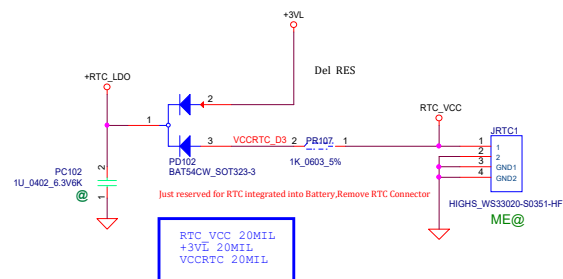 +3VL
Del RES
+RTC_LDO
2
1
3
VCCRTC_D3
2
PR107
1
1K_0603_5%
PD102
BAT54CW_SOT323-3
RTC_VCC
JRTC1
1
2
3
4
1
2
GND1
GND2
HIGHS_WS33020-S0351-HF
ME@
2
PC102
1U_0402_6.3V6K
1
@
Just reserved for RTC integrated into Battery,Remove RTC Connector
RTC_VCC 20MIL
+3VL 20MIL
VCCRTC 20MIL